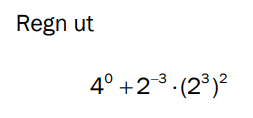 Regn ut
4⁰ + 2⁻³ · (2³)²